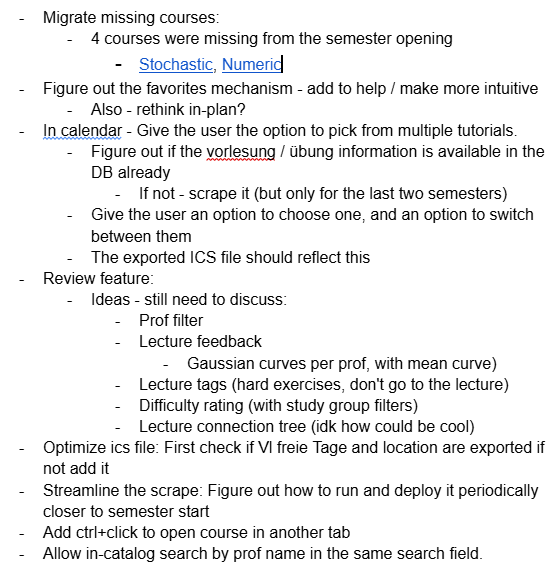 - Migrate missing courses:
- 4 courses were missing from the semester opening
- Stochastic, Numeric
- Figure out the favorites mechanism - add to help / make more intuitive
- Also - rethink in-plan?
- In calendar - Give the user the option to pick from multiple tutorials.
- Figure out if the vorlesung / übung information is available in the
DB already
- If not - scrape it (but only for the last two semesters)
- Give the user an option to choose one, and an option to switch
between them
- The exported ICS file should reflect this
- Review feature:
- Ideas - still need to discuss:
- Prof filter
- Lecture feedback
- Gaussian curves per prof, with mean curve)
- Lecture tags (hard exercises, don't go to the lecture)
- Difficulty rating (with study group filters)
- Lecture connection tree (idk how could be cool)
- Optimize ics file: First check if Vl freie Tage and location are exported if
not add it
- Streamline the scrape: Figure out how to run and deploy it periodically
closer to semester start
- Add ctrl+click to open course in another tab
- Allow in-catalog search by prof name in the same search field.